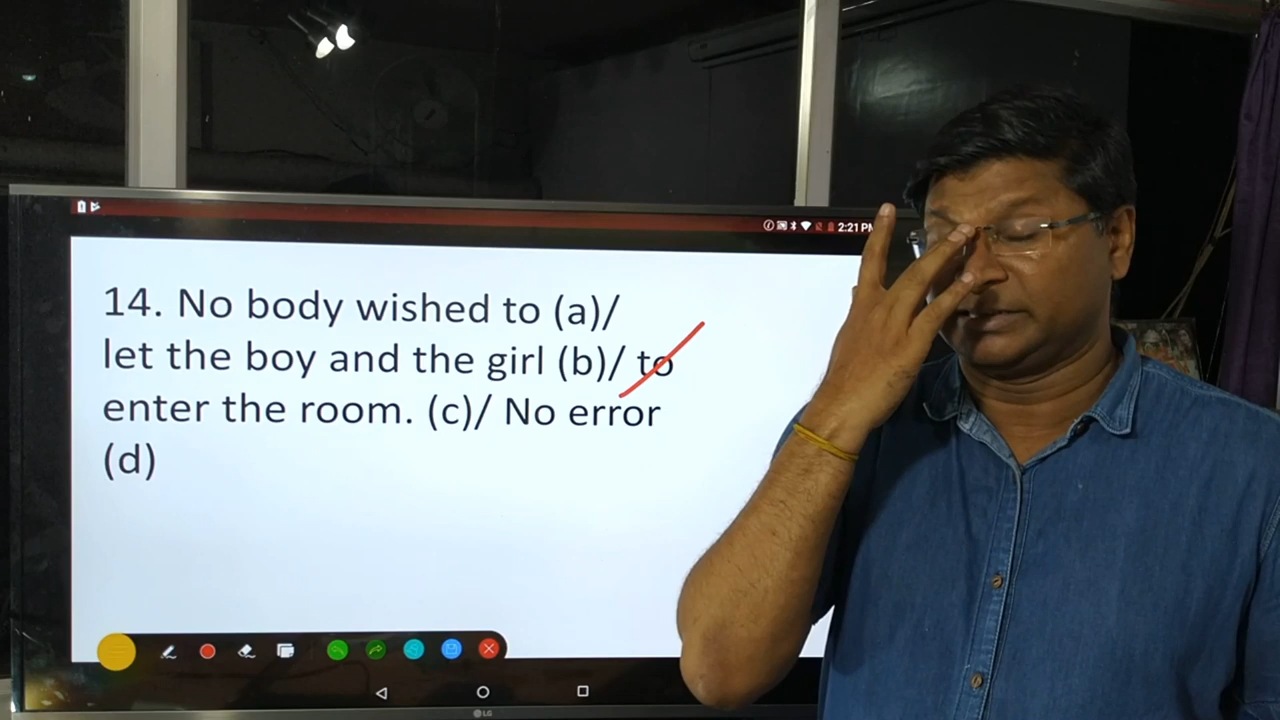 2:21 PM
14. No body wished to (a)/
let the boy and the girl (b)/ to
enter the room. (c)/ No error
(d)
LG